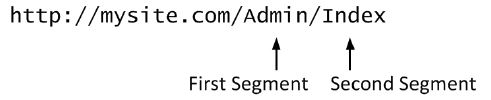 http://mysite.com/Admin/Index
First Segment Second Segment